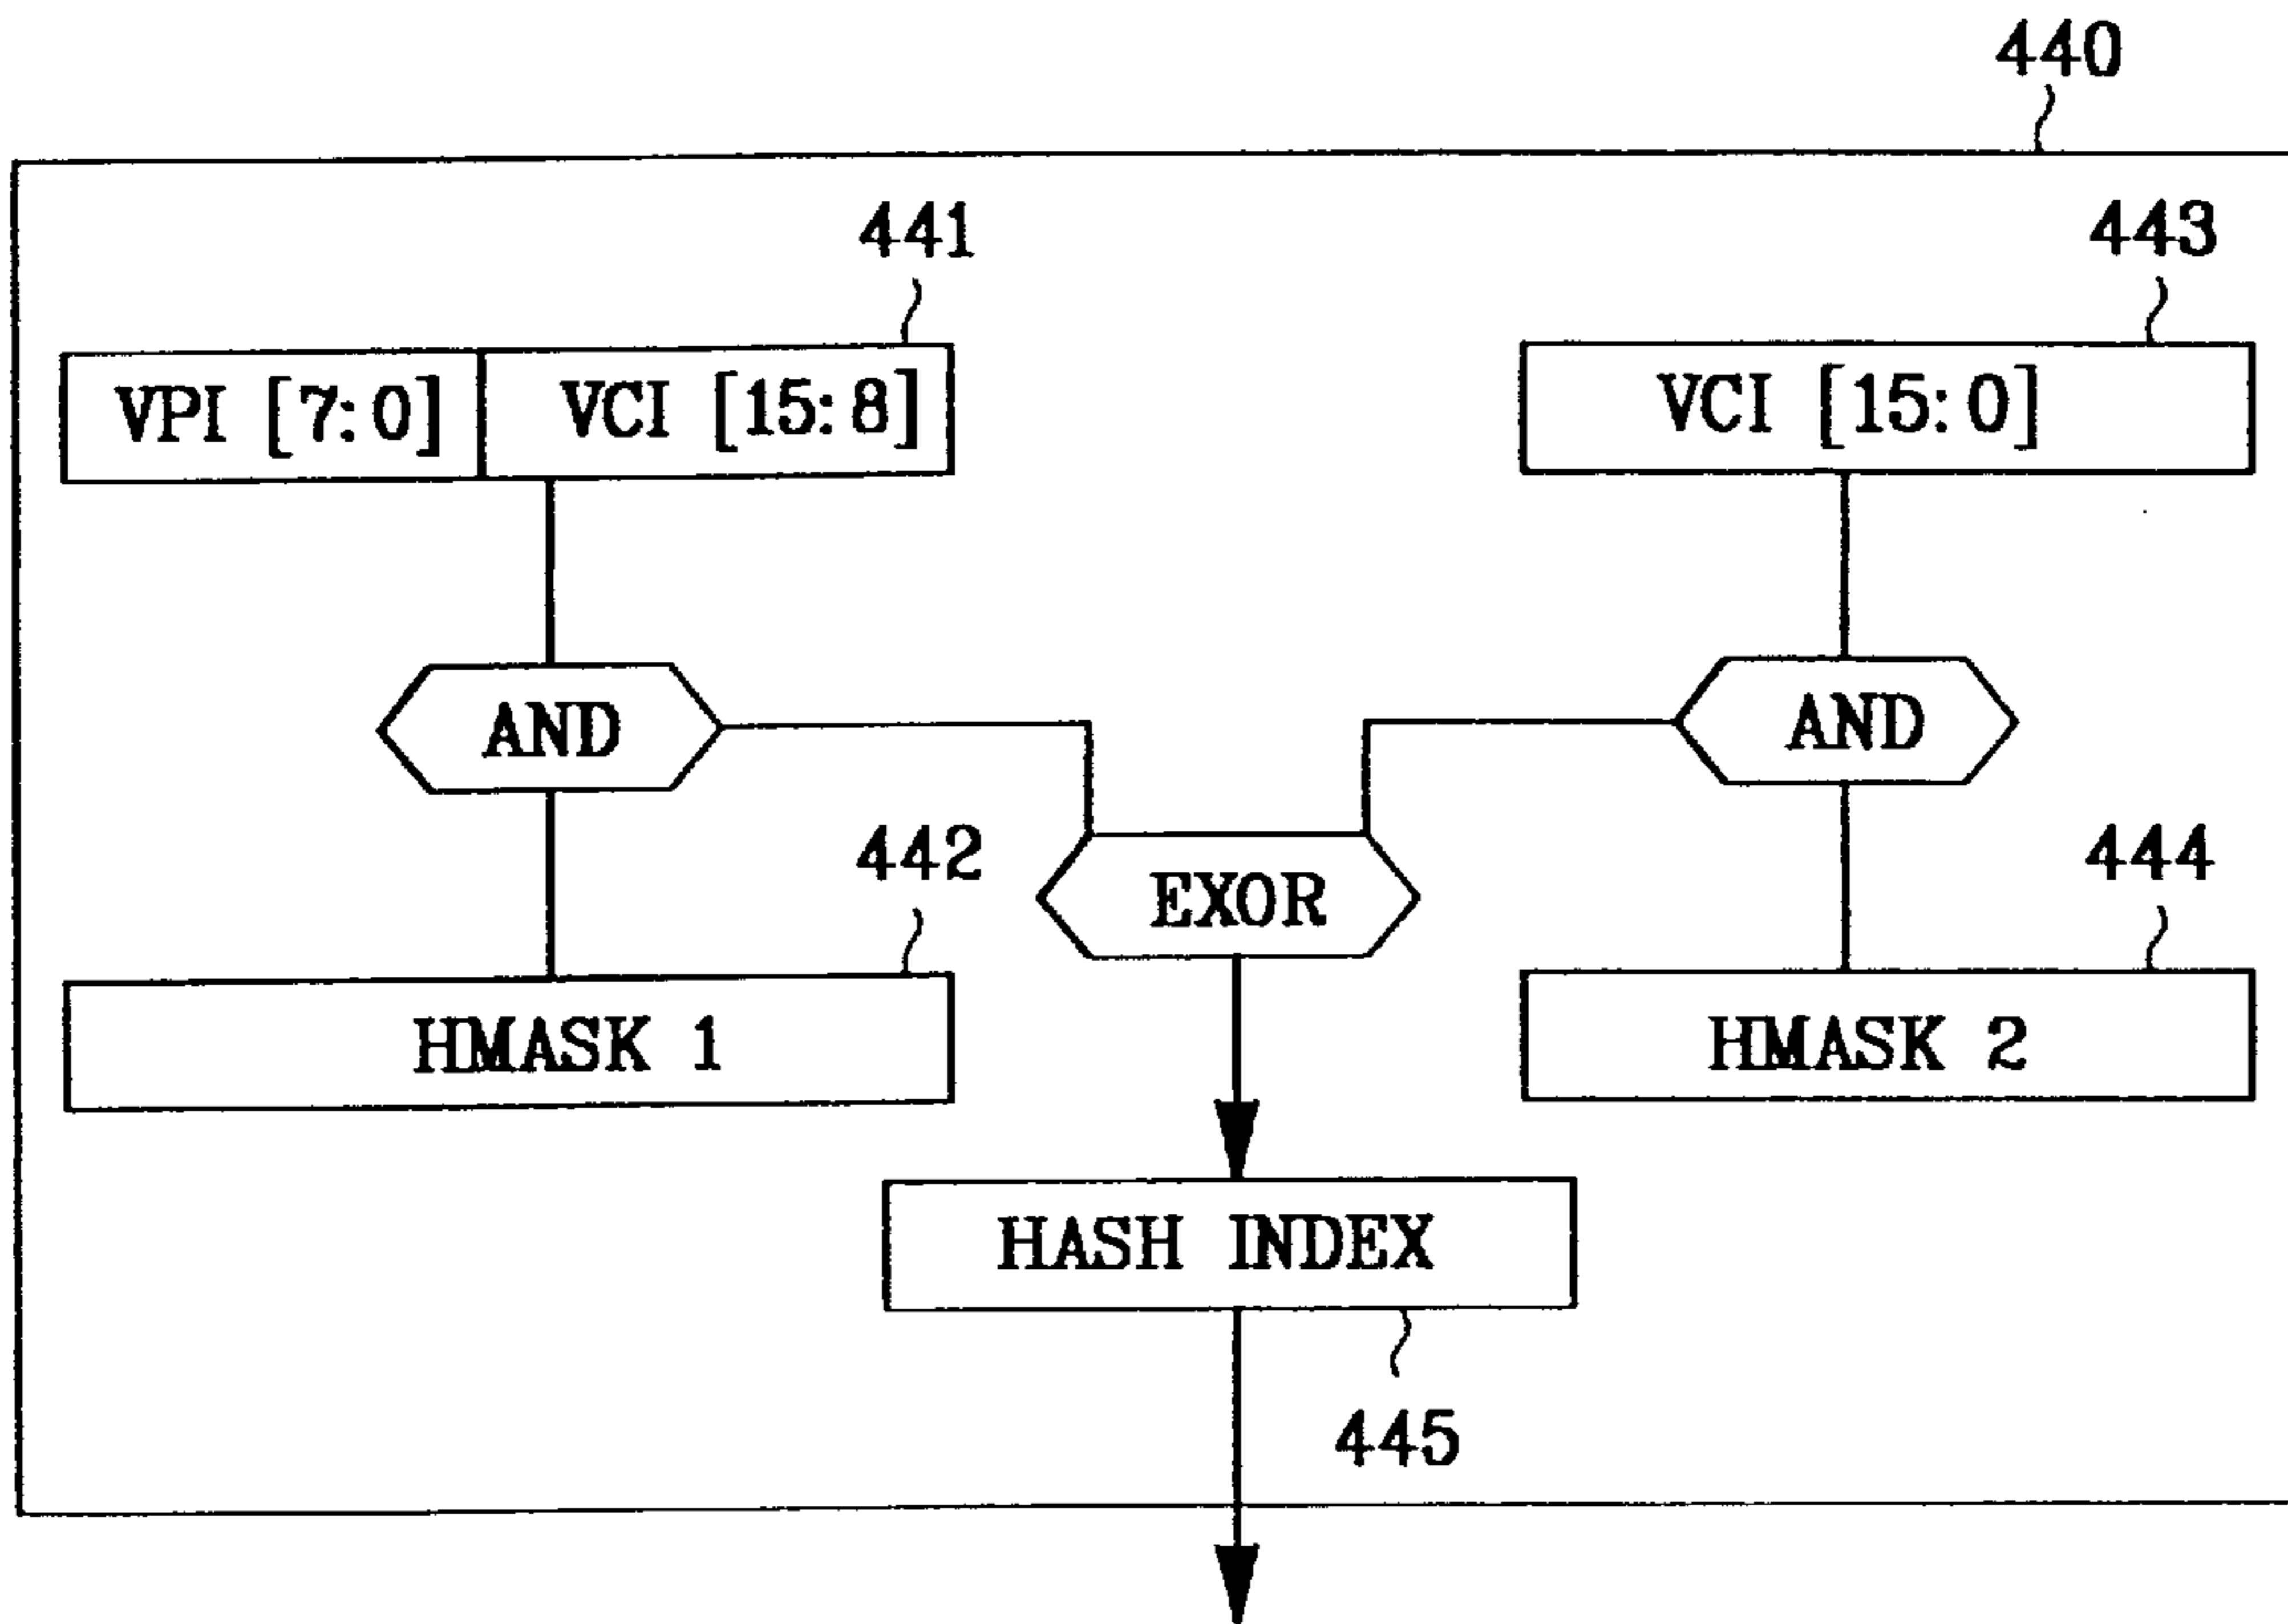 440
441
443
VPI [7:0]
VCI [15:8]
VCI [15:0]
AND
AND
442
444
EXOR
HMASK 1
HMASK 2
HASH INDEX
445